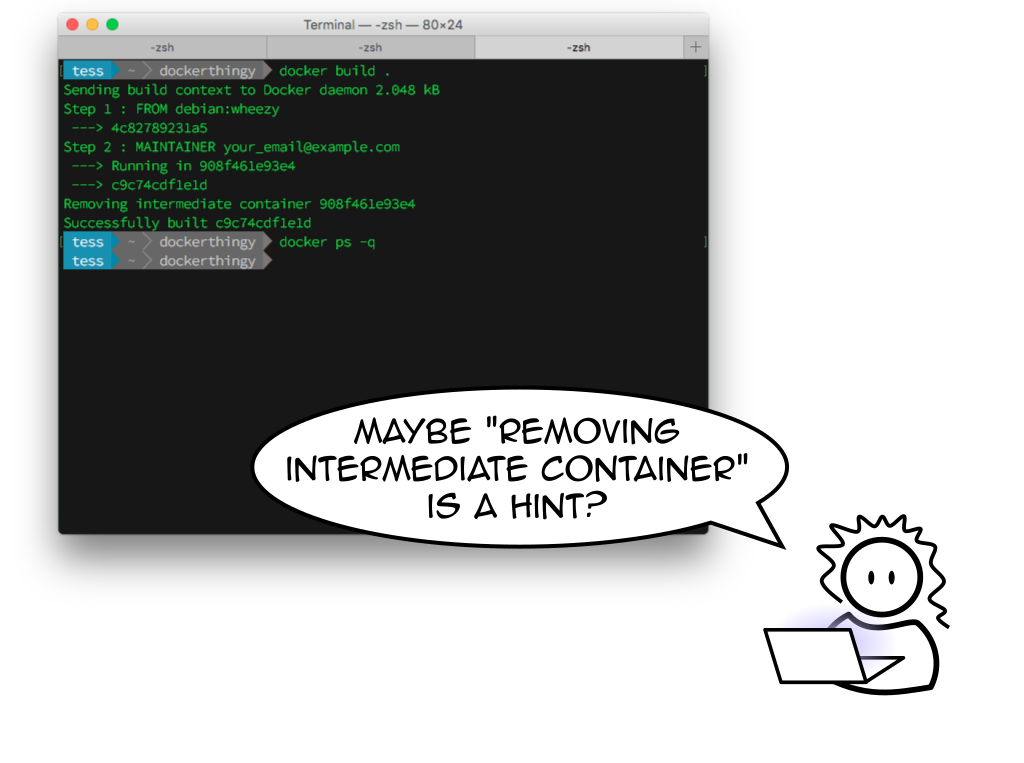 Terminal — -zsh — 80×24
-zsh -zsh -zsh +
[ tess ~ dockerthingy docker build . ]
Sending build context to Docker daemon 2.048 kB
Step 1 : FROM debian:wheezy
---> 4c82789231a5
Step 2 : MAINTAINER your_email@example.com
---> Running in 908f461e93e4
---> c9c74cdf1e1d
Removing intermediate container 908f461e93e4
Successfully built c9c74cdf1e1d
[ tess ~ dockerthingy docker ps -q ]
tess ~ dockerthingy
MAYBE "REMOVING
INTERMEDIATE CONTAINER"
IS A HINT?